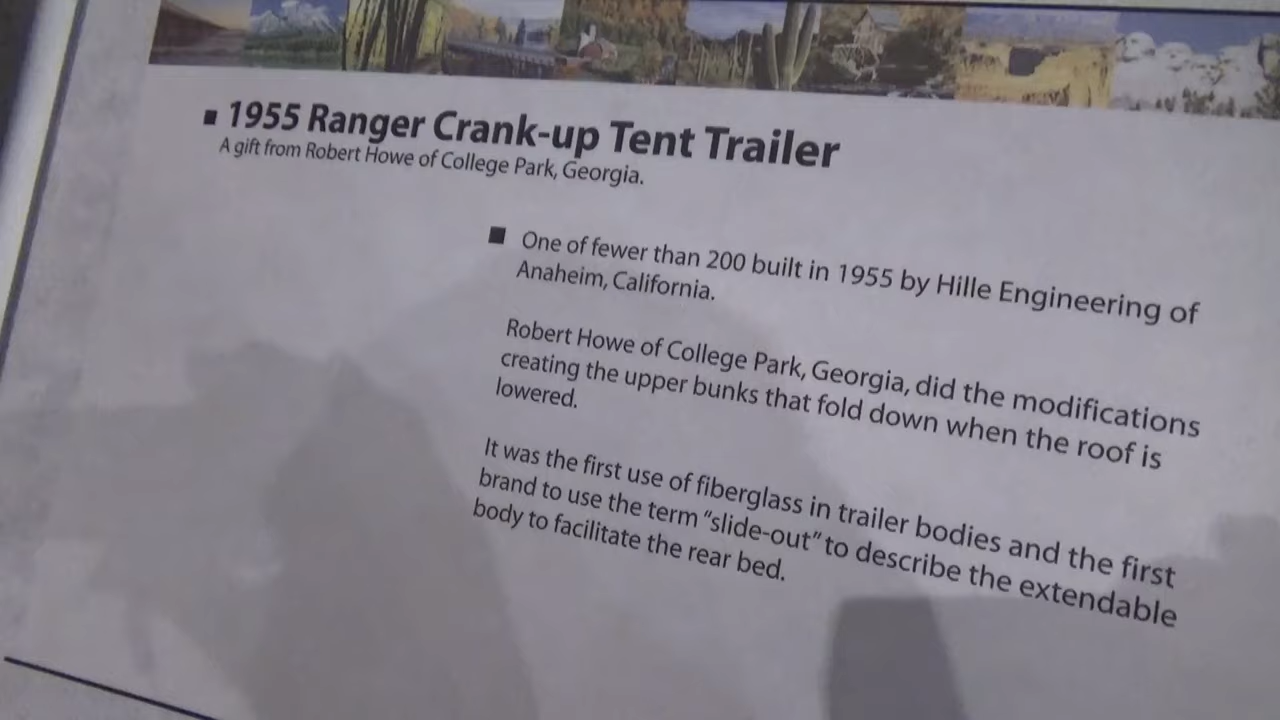 ▪ 1955 Ranger Crank-up Tent Trailer
A gift from Robert Howe of College Park, Georgia.
▪ One of fewer than 200 built in 1955 by Hille Engineering of
Anaheim, California.
Robert Howe of College Park, Georgia, did the modifications
creating the upper bunks that fold down when the roof is
lowered.
It was the first use of fiberglass in trailer bodies and the first
brand to use the term “slide-out” to describe the extendable
body to facilitate the rear bed.